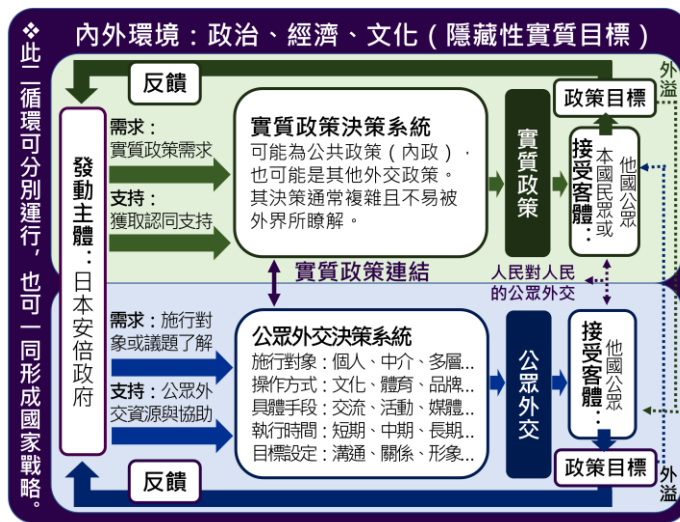 ❖此二循環可分別運行，也可一同形成國家戰略。
內外環境：政治、經濟、文化（隱藏性實質目標）
反饋
政策目標
外溢
發動主體：日本安倍政府
需求：
實質政策需求
支持：
獲取認同支持
實質政策決策系統
可能為公共政策（內政），
也可能是其他外交政策。
其決策通常複雜且不易被
外界所瞭解。
實質政策
接受客體：
本國民眾或
他國公眾
實質政策連結
人民對人民
的公眾外交
需求：施行對
象或議題了解
支持：公眾外
交資源與協助
公眾外交決策系統
施行對象：個人、中介、多層…
操作方式：文化、體育、品牌…
具體手段：交流、活動、媒體…
執行時間：短期、中期、長期…
目標設定：溝通、關係、形象…
公眾外交
接受客體：
他國公眾
反饋
政策目標
外溢